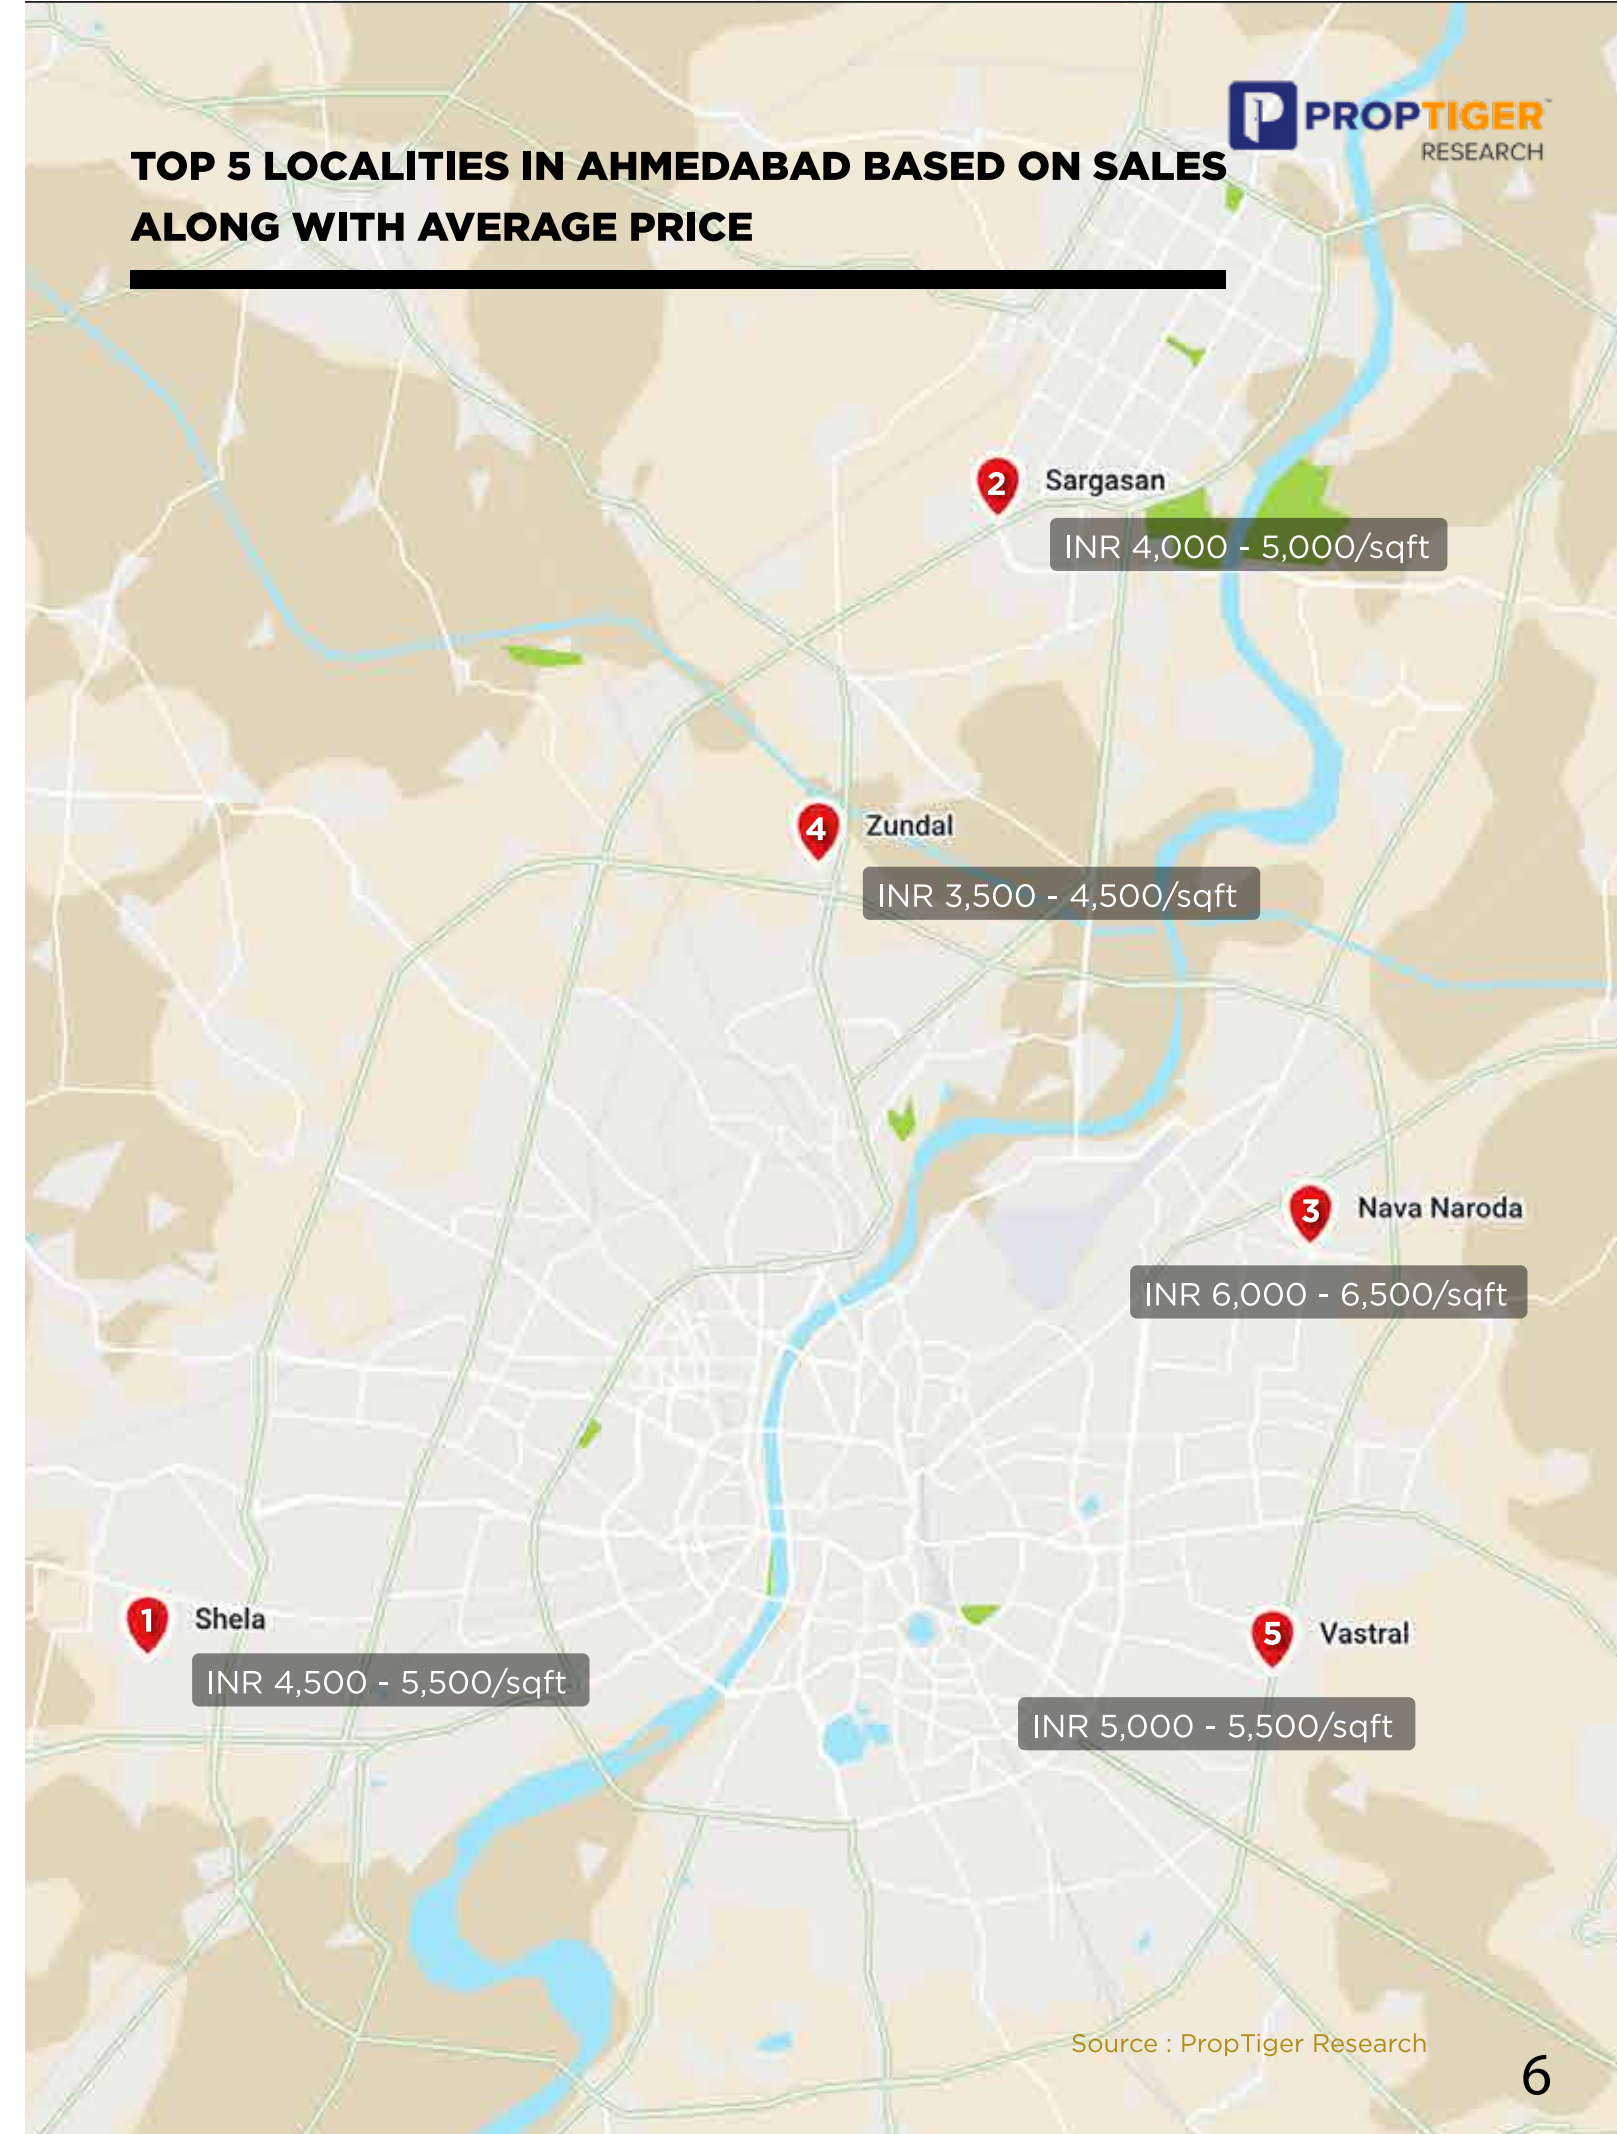 PROPTIGER
RESEARCH
TOP 5 LOCALITIES IN AHMEDABAD BASED ON SALES
ALONG WITH AVERAGE PRICE
2 Sargasan
INR 4,000 - 5,000/sqft
4 Zundal
INR 3,500 - 4,500/sqft
3 Nava Naroda
INR 6,000 - 6,500/sqft
1 Shela
INR 4,500 - 5,500/sqft
5 Vastral
INR 5,000 - 5,500/sqft
Source : PropTiger Research
6